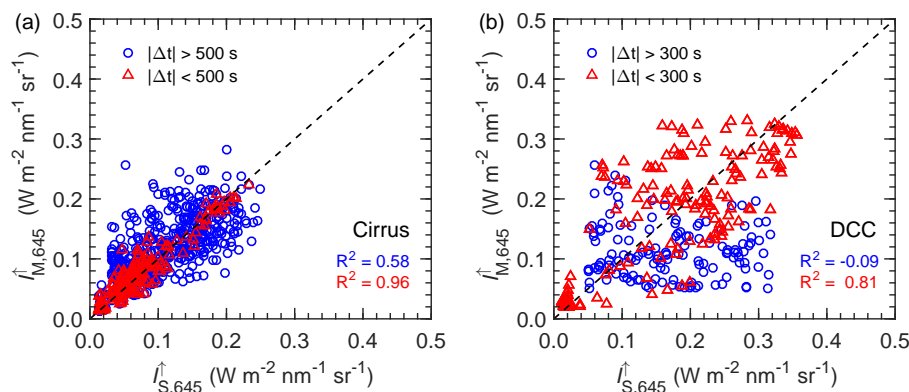 (a)
|Δt| > 500 s
|Δt| < 500 s
Cirrus
R² = 0.58
R² = 0.96
0.5
0.4
0.3
0.2
0.1
0.0
I↑M,645 (W m⁻² nm⁻¹ sr⁻¹)
0.0 0.1 0.2 0.3 0.4 0.5
I↑S,645 (W m⁻² nm⁻¹ sr⁻¹)
(b)
|Δt| > 300 s
|Δt| < 300 s
DCC
R² = -0.09
R² = 0.81
0.5
0.4
0.3
0.2
0.1
0.0
I↑M,645 (W m⁻² nm⁻¹ sr⁻¹)
0.0 0.1 0.2 0.3 0.4 0.5
I↑S,645 (W m⁻² nm⁻¹ sr⁻¹)